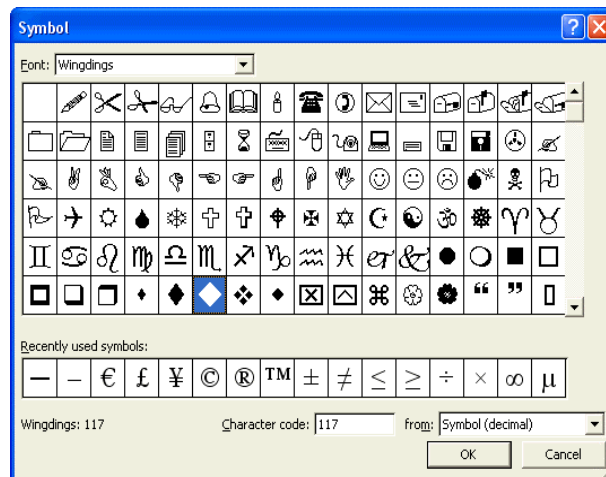 Symbol
Font: Wingdings
Recently used symbols:
— – € £ ¥ © ® ™ ± ≠ ≤ ≥ ÷ × ∞ µ
Wingdings: 117 Character code: 117 from: Symbol (decimal)
OK Cancel